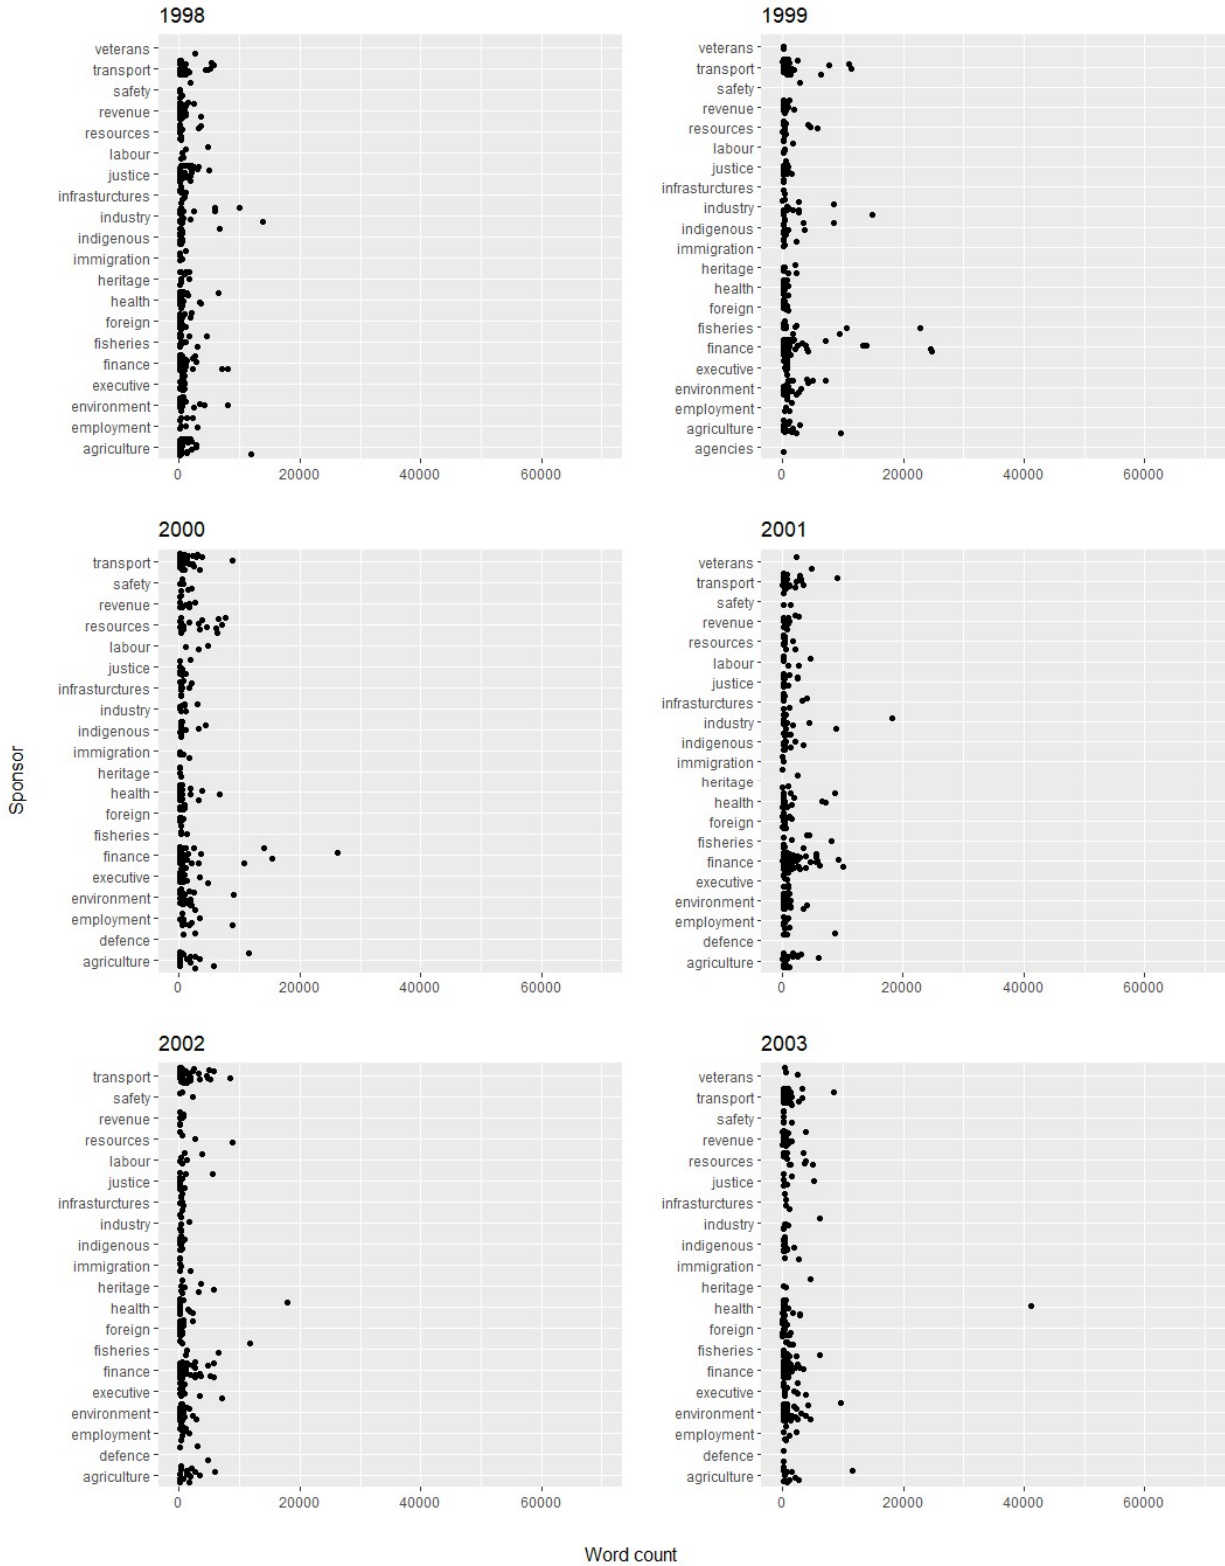 1998
veterans
transport
safety
revenue
resources
labour
justice
infrasturctures
industry
indigenous
immigration
heritage
health
foreign
fisheries
finance
executive
environment
employment
agriculture
0 20000 40000 60000
1999
veterans
transport
safety
revenue
resources
labour
justice
infrasturctures
industry
indigenous
immigration
heritage
health
foreign
fisheries
finance
executive
environment
employment
agriculture
agencies
0 20000 40000 60000
2000
transport
safety
revenue
resources
labour
justice
infrasturctures
industry
indigenous
immigration
heritage
health
foreign
fisheries
finance
executive
environment
employment
defence
agriculture
0 20000 40000 60000
2001
veterans
transport
safety
revenue
resources
labour
justice
infrasturctures
industry
indigenous
immigration
heritage
health
foreign
fisheries
finance
executive
environment
employment
defence
agriculture
0 20000 40000 60000
Sponsor
2002
transport
safety
revenue
resources
labour
justice
infrasturctures
industry
indigenous
immigration
heritage
health
foreign
fisheries
finance
executive
environment
employment
defence
agriculture
0 20000 40000 60000
2003
veterans
transport
safety
revenue
resources
justice
infrasturctures
industry
indigenous
immigration
heritage
health
foreign
fisheries
finance
executive
environment
employment
defence
agriculture
0 20000 40000 60000
Word count